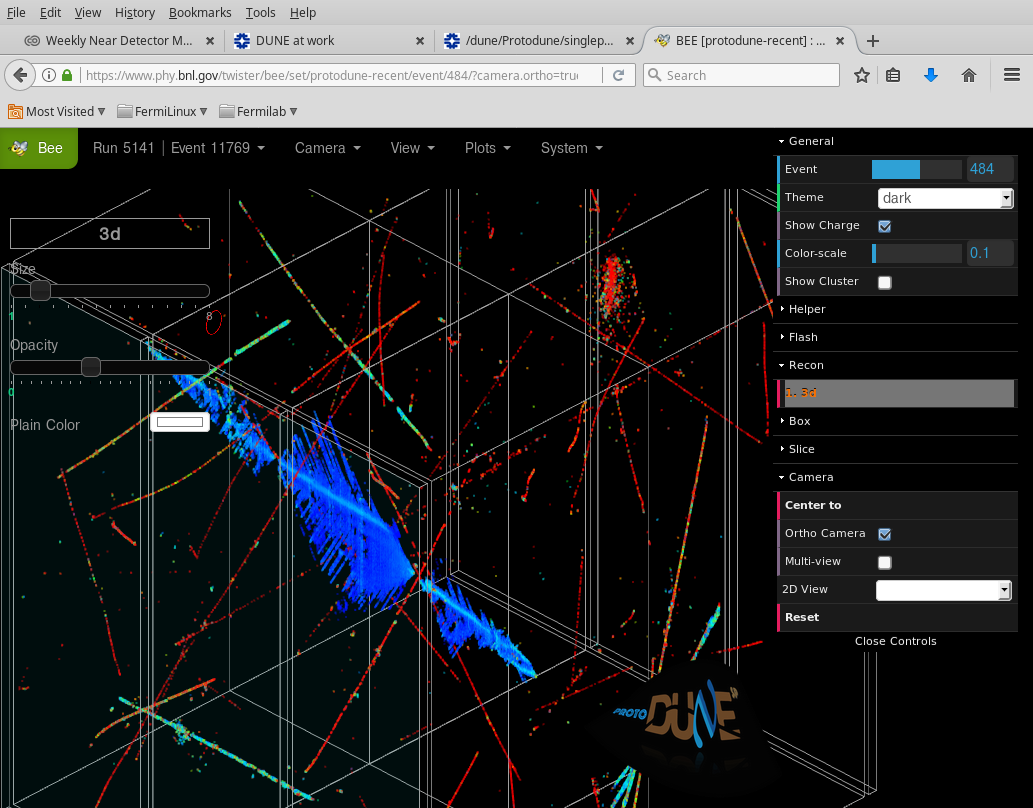 File Edit View History Bookmarks Tools Help
Weekly Near Detector M... × DUNE at work × /dune/Protodune/singlep... × BEE [protodune-recent] : ... ×
https://www.phy.bnl.gov/twister/bee/set/protodune-recent/event/484/?camera.ortho=true Search
Most Visited FermiLinux Fermilab
Bee Run 5141 | Event 11769 Camera View Plots System
3d
Size
1 8
Opacity
0
Plain Color
General
Event 484
Theme dark
Show Charge
Color-scale 0.1
Show Cluster
Helper
Flash
Recon
1. 3d
Box
Slice
Camera
Center to
Ortho Camera
Multi-view
2D View
Reset
Close Controls
PROTO DUNE